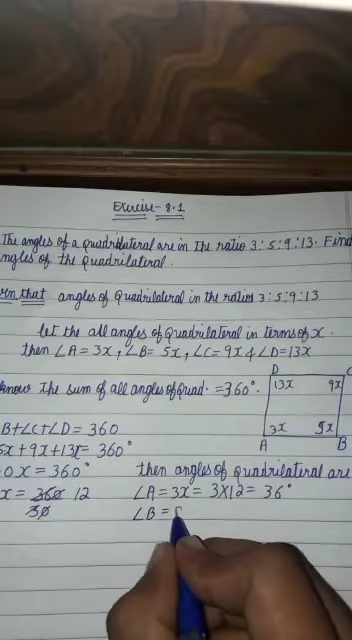 Exercise - 8.1
The angles of a quadrilateral are in the ratio 3:5:9:13. Find
ngles of the quadrilateral.
en that angles of Quadrilateral in the ratios 3:5:9:13
let the all angles of Quadrilateral in terms of x.
then ∠A = 3x, ∠B = 5x, ∠C = 9x & ∠D = 13x
know the sum of all angles of quad. = 360°.
D C
13x 9x
3x 5x
A B
B+∠C+∠D = 360
5x+9x+13x = 360°
0x = 360°
x = 360 12
30
then angles of quadrilateral are
∠A = 3x = 3×12 = 36°
∠B =